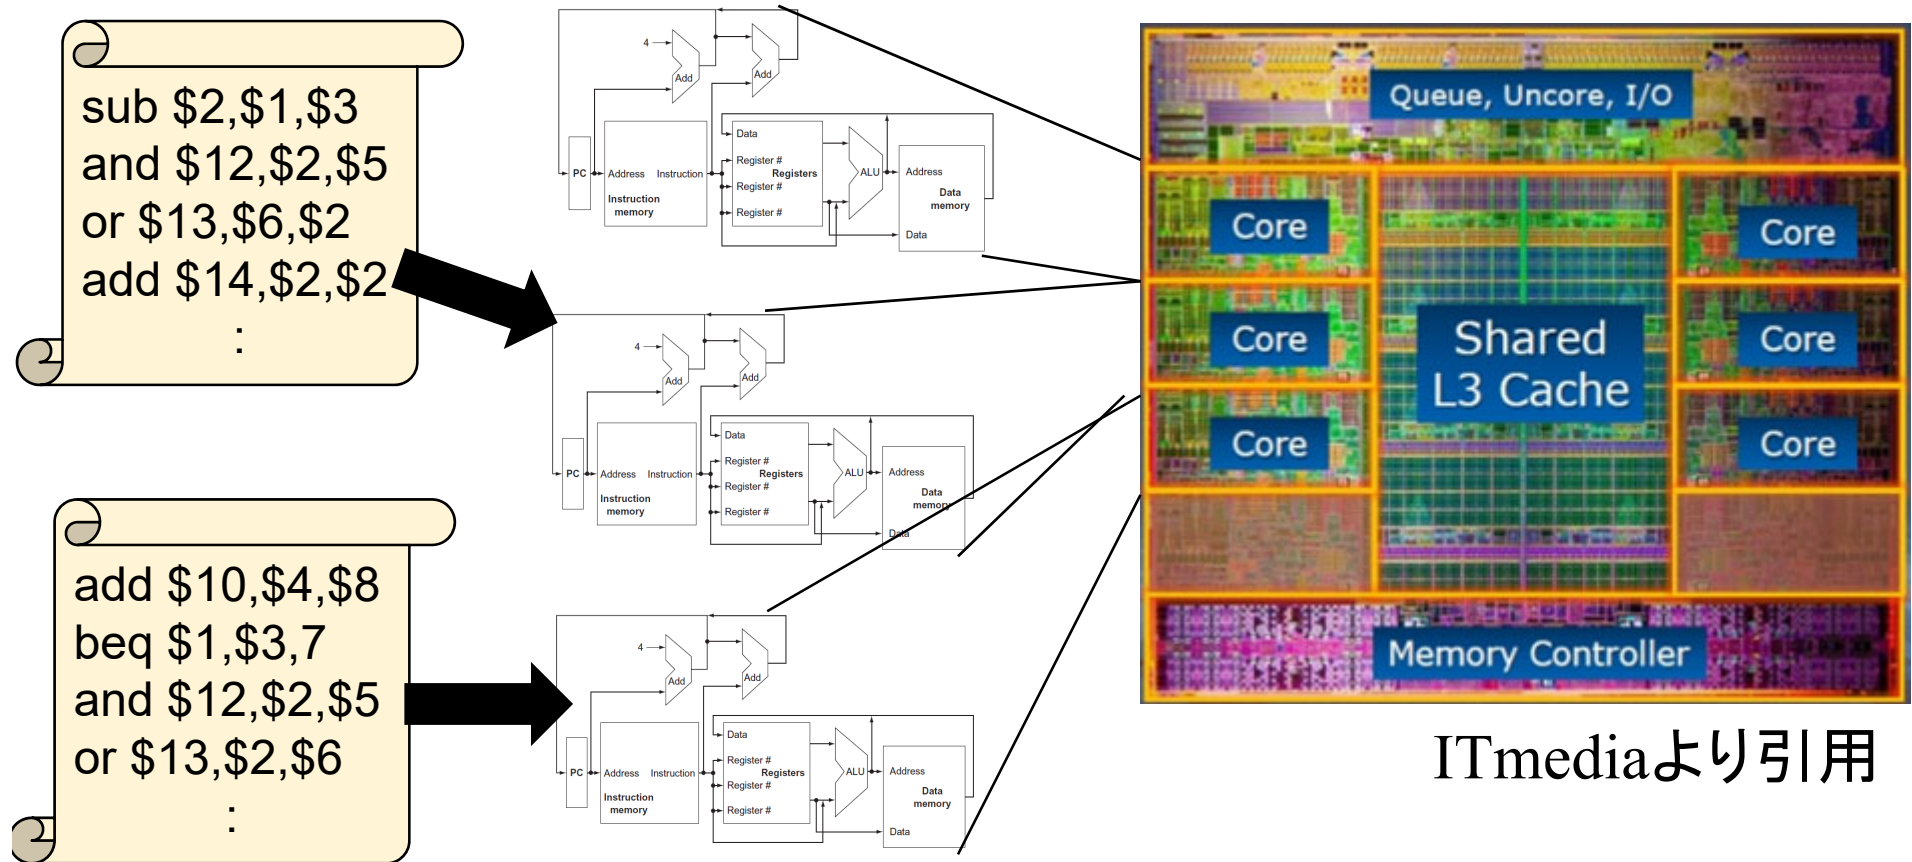 sub $2,$1,$3
and $12,$2,$5
or $13,$6,$2
add $14,$2,$2
:
add $10,$4,$8
beq $1,$3,7
and $12,$2,$5
or $13,$2,$6
:
4
Add
Add
PC
Address
Instruction
Instruction
memory
Data
Register #
Registers
Register #
Register #
ALU
Address
Data
memory
Data
4
Add
Add
PC
Address
Instruction
Instruction
memory
Data
Register #
Registers
Register #
Register #
ALU
Address
Data
memory
Data
4
Add
Add
PC
Address
Instruction
Instruction
memory
Data
Register #
Registers
Register #
Register #
ALU
Address
Data
memory
Data
Queue, Uncore, I/O
Core
Core
Core
Shared
L3 Cache
Core
Core
Core
Memory Controller
ITmediaより引用